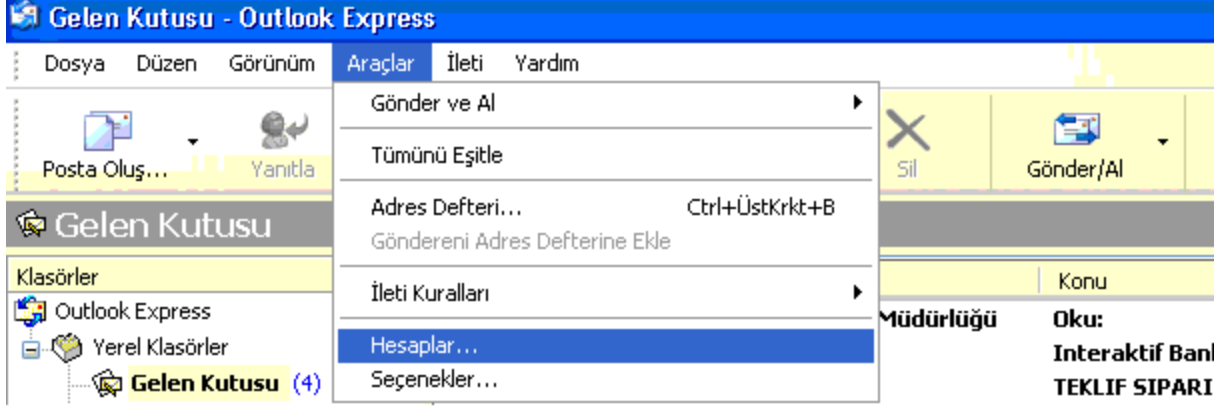 Gelen Kutusu - Outlook Express
Dosya Düzen Görünüm Araçlar İleti Yardım
Posta Oluş... Yanıtla Sil Gönder/Al
Gönder ve Al
Tümünü Eşitle
Adres Defteri... Ctrl+ÜstKrkt+B
Göndereni Adres Defterine Ekle
İleti Kuralları
Hesaplar...
Seçenekler...
Gelen Kutusu
Klasörler
Outlook Express
Yerel Klasörler
Gelen Kutusu (4)
Konu
Müdürlüğü Oku:
Interaktif Bank
TEKLIF SIPARI